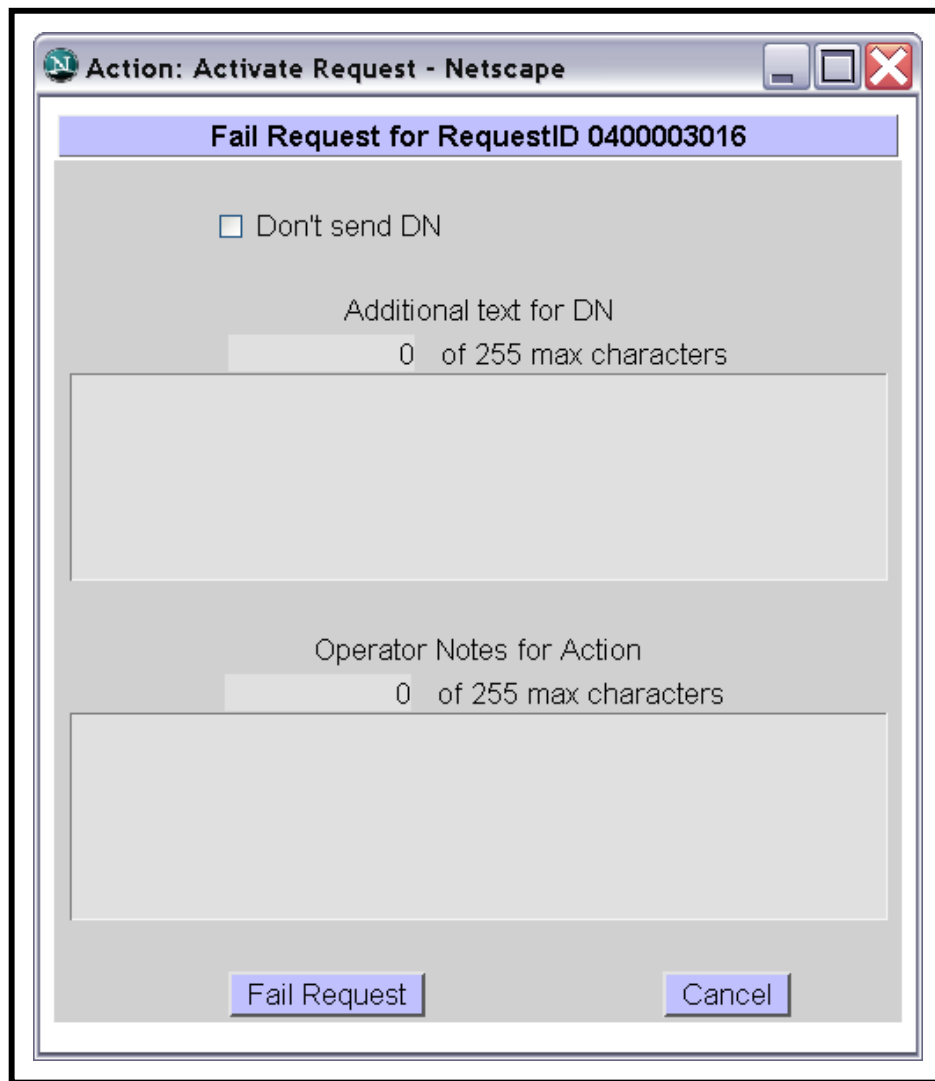 Action: Activate Request - Netscape
Fail Request for RequestID 0400003016
Don't send DN
Additional text for DN
0 of 255 max characters
Operator Notes for Action
0 of 255 max characters
Fail Request Cancel